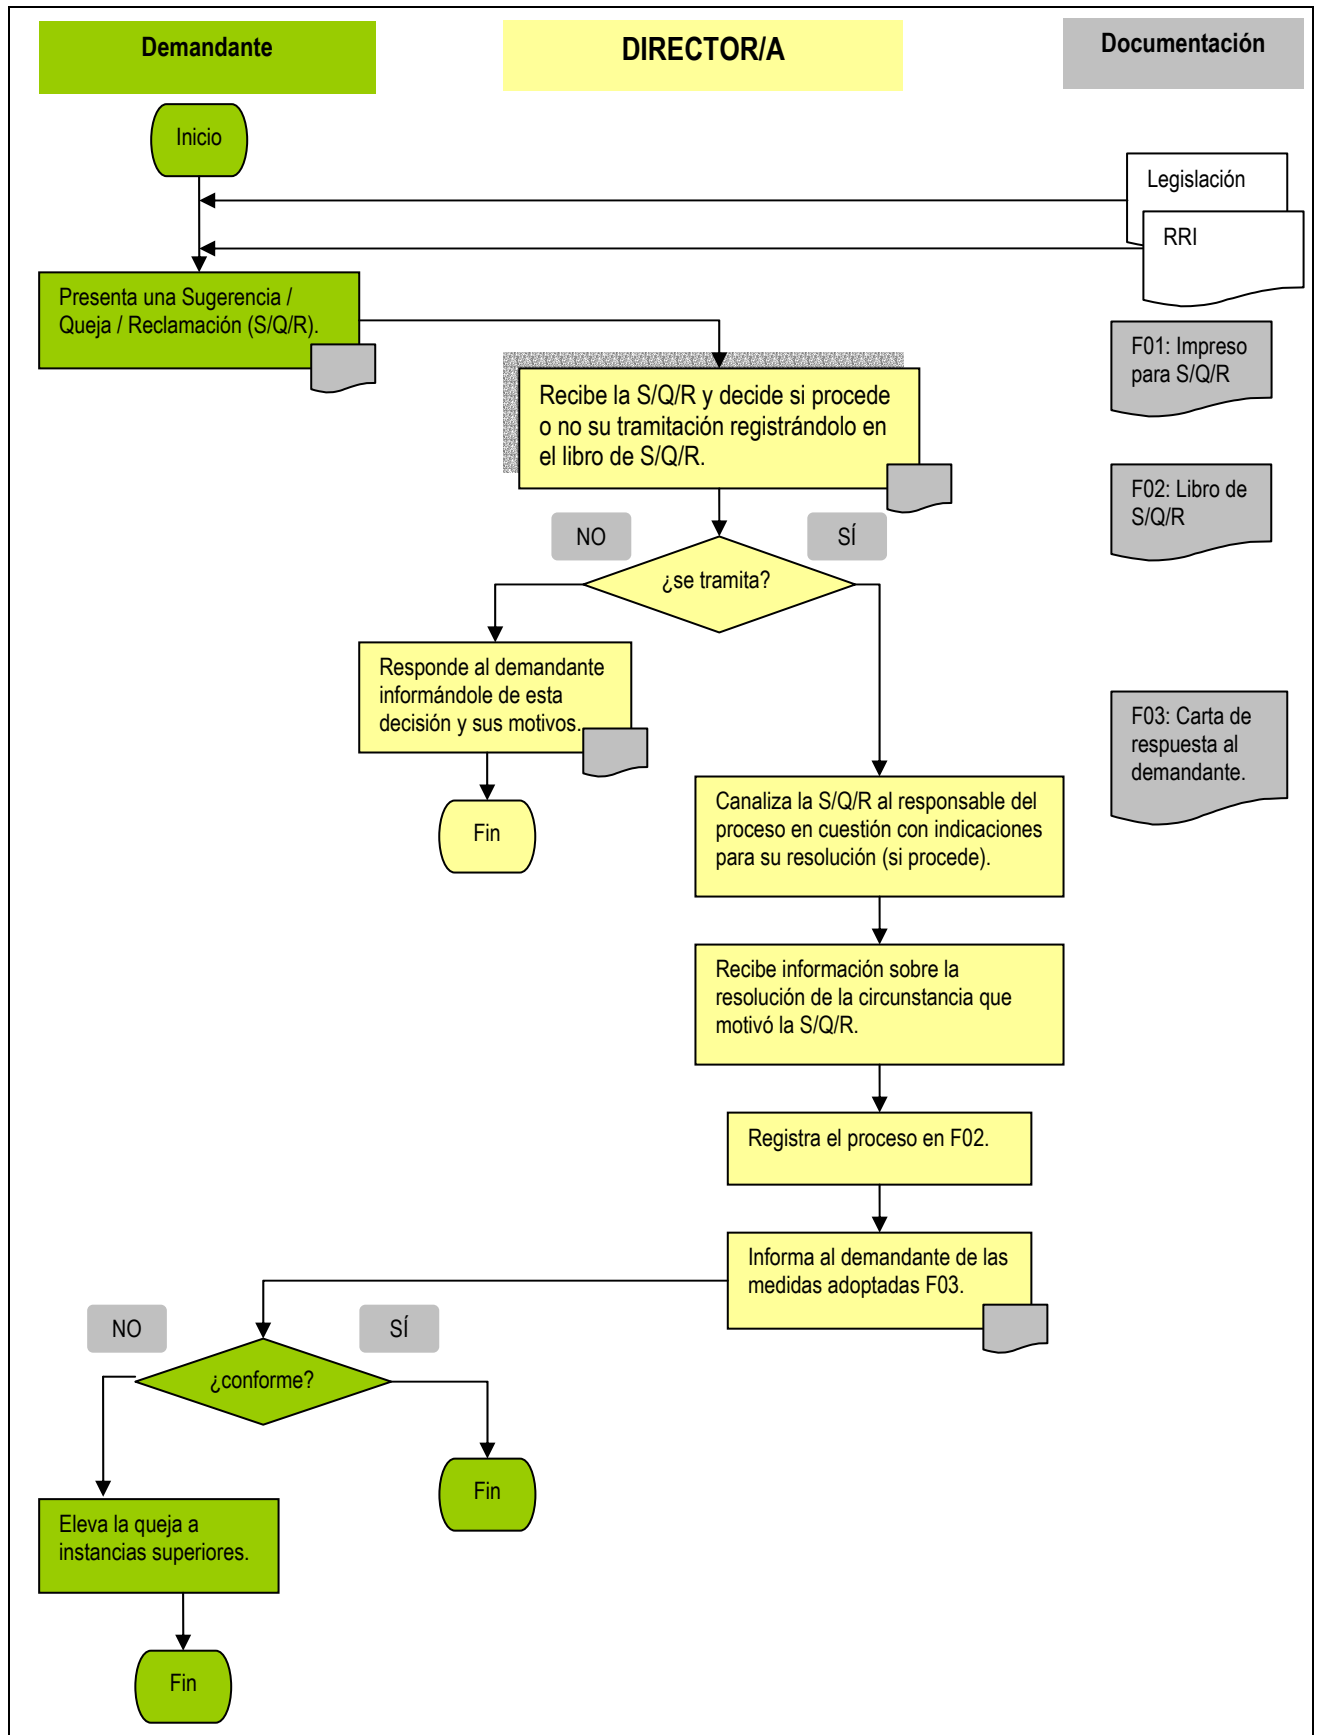 Demandante
DIRECTOR/A
Documentación
Inicio
Legislación
RRI
Presenta una Sugerencia /
Queja / Reclamación (S/Q/R).
F01: Impreso
para S/Q/R
Recibe la S/Q/R y decide si procede
o no su tramitación registrándolo en
el libro de S/Q/R.
F02: Libro de
S/Q/R
NO
SÍ
¿se tramita?
Responde al demandante
informándole de esta
decisión y sus motivos.
F03: Carta de
respuesta al
demandante.
Fin
Canaliza la S/Q/R al responsable del
proceso en cuestión con indicaciones
para su resolución (si procede).
Recibe información sobre la
resolución de la circunstancia que
motivó la S/Q/R.
Registra el proceso en F02.
Informa al demandante de las
medidas adoptadas F03.
NO
SÍ
¿conforme?
Fin
Eleva la queja a
instancias superiores.
Fin